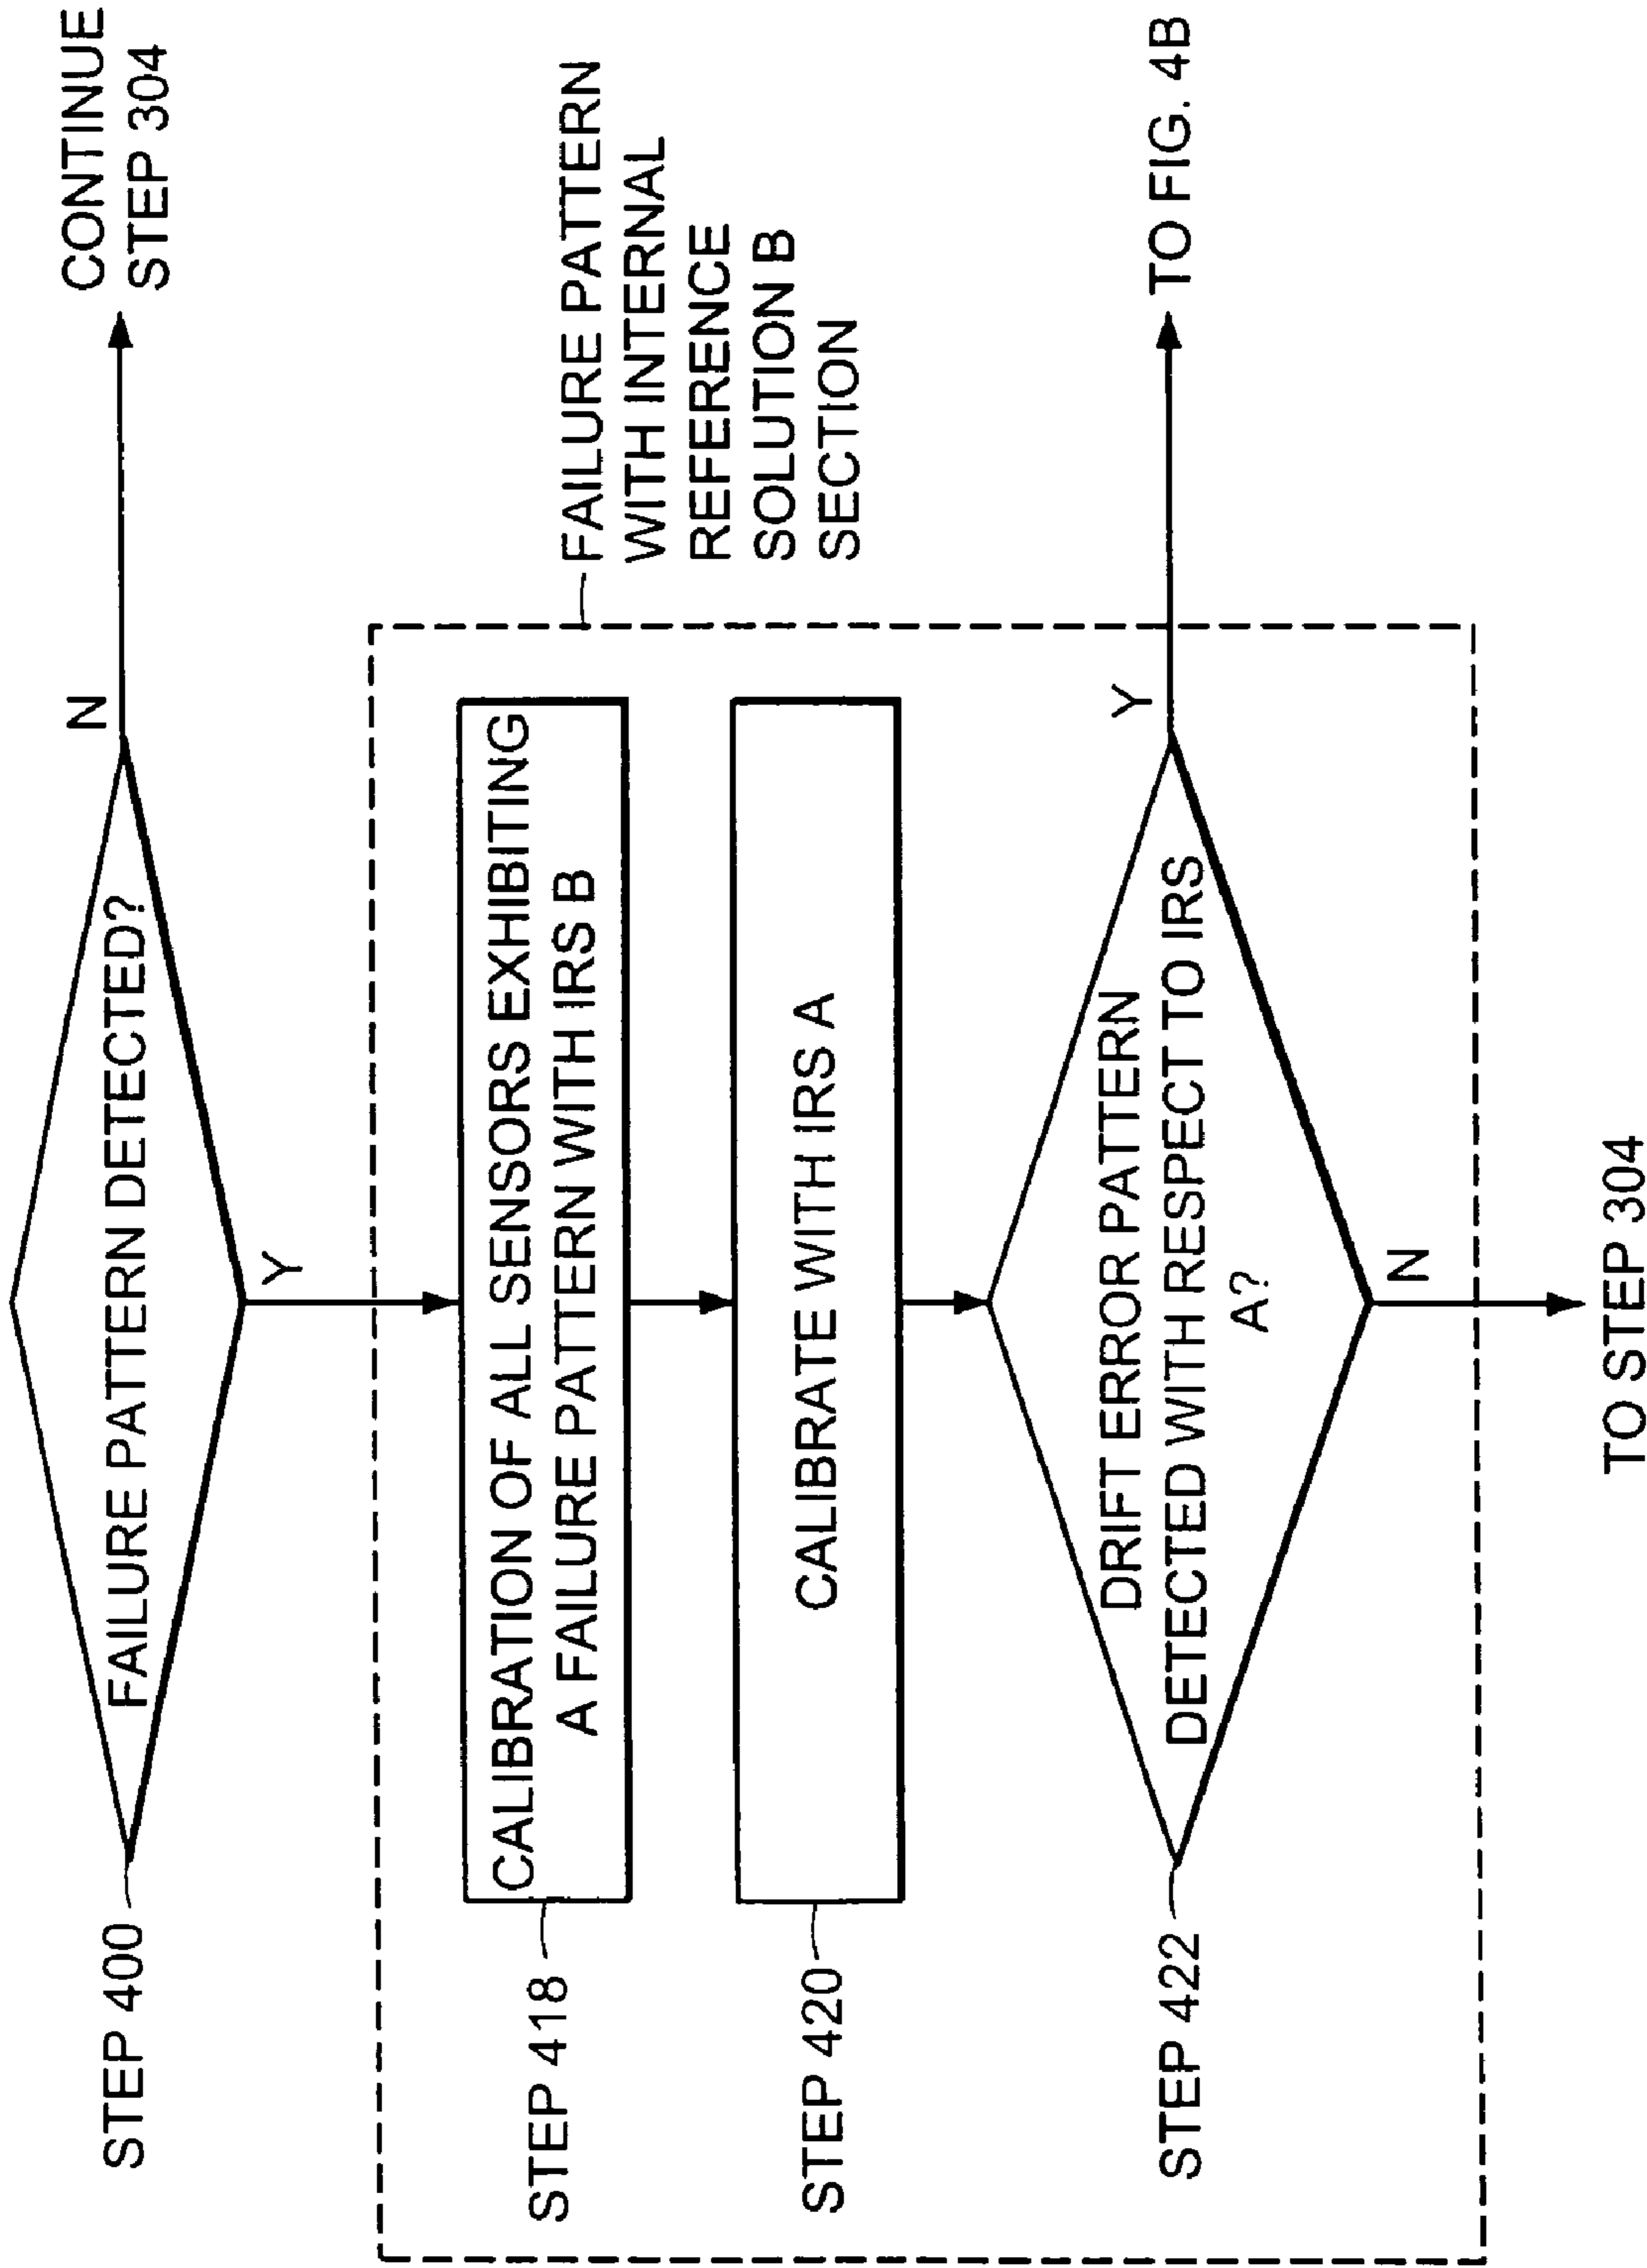 STEP 400
FAILURE PATTERN DETECTED?
N
CONTINUE
STEP 304
Y
FAILURE PATTERN
WITH INTERNAL
REFERENCE
SOLUTION B
SECTION
STEP 418
CALIBRATION OF ALL SENSORS EXHIBITING
A FAILURE PATTERN WITH IRS B
STEP 420
CALIBRATE WITH IRS A
STEP 422
DRIFT ERROR PATTERN
DETECTED WITH RESPECT TO IRS
A?
Y
TO FIG. 4B
N
TO STEP 304